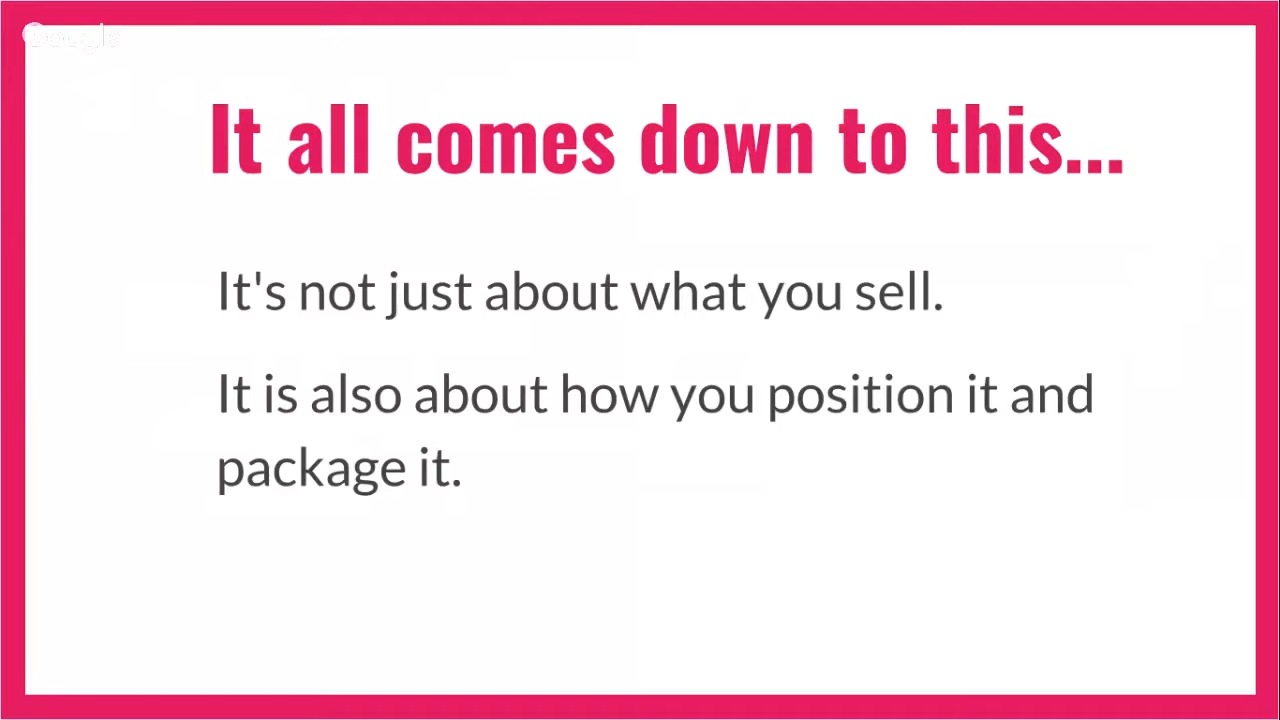 Google
It all comes down to this...
It's not just about what you sell.
It is also about how you position it and
package it.